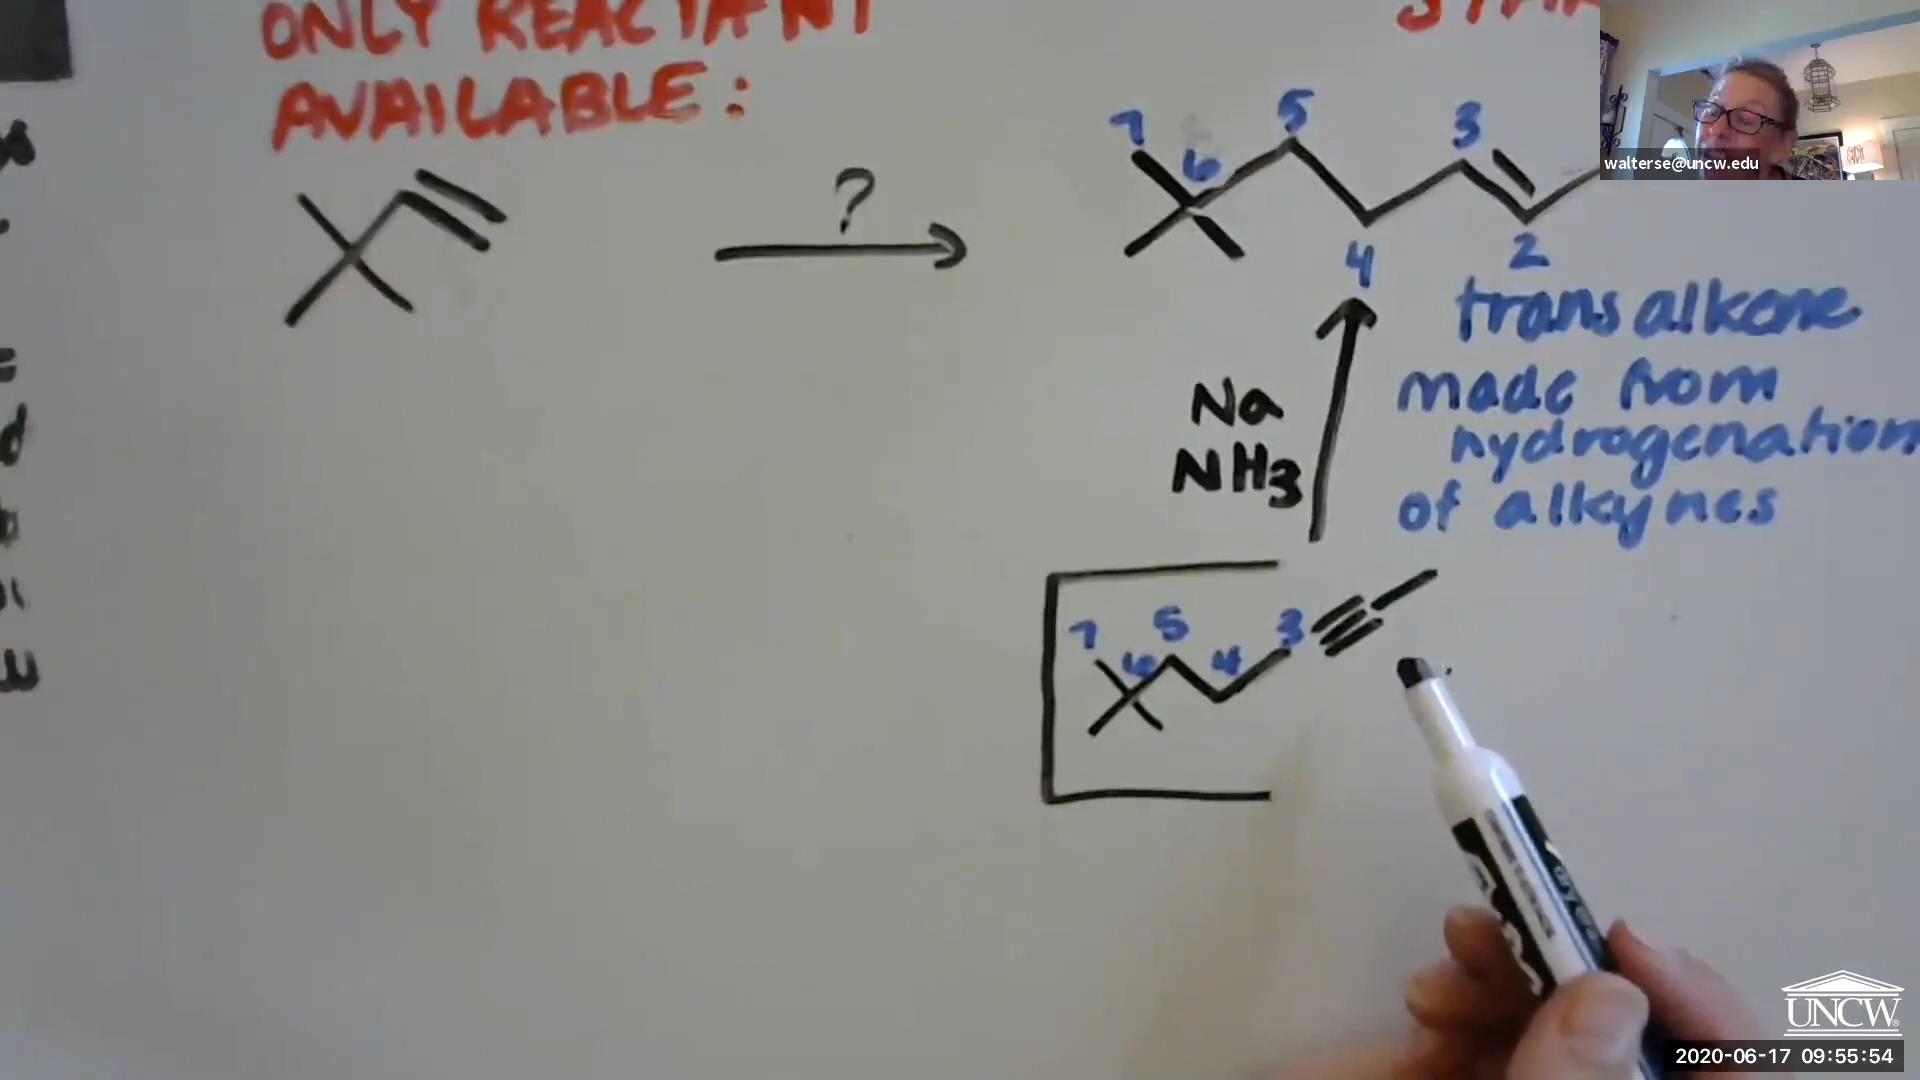 ONLY REACTANT
AVAILABLE:
?
7
6
5
4
3
2
trans alkene
made from
hydrogenation
of alkynes
Na
NH3
7
6
5
4
3
walterse@uncw.edu
UNCW
2020-06-17 09:55:54